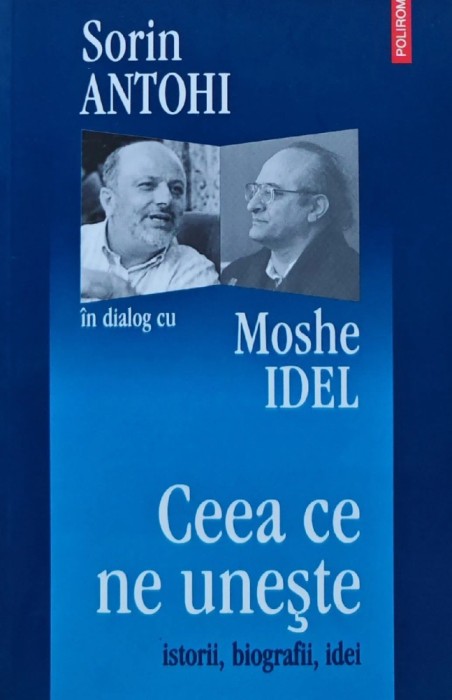 POLIROM
Sorin
ANTOHI
în dialog cu
Moshe
IDEL
Ceea ce
ne uneşte
istorii, biografii, idei